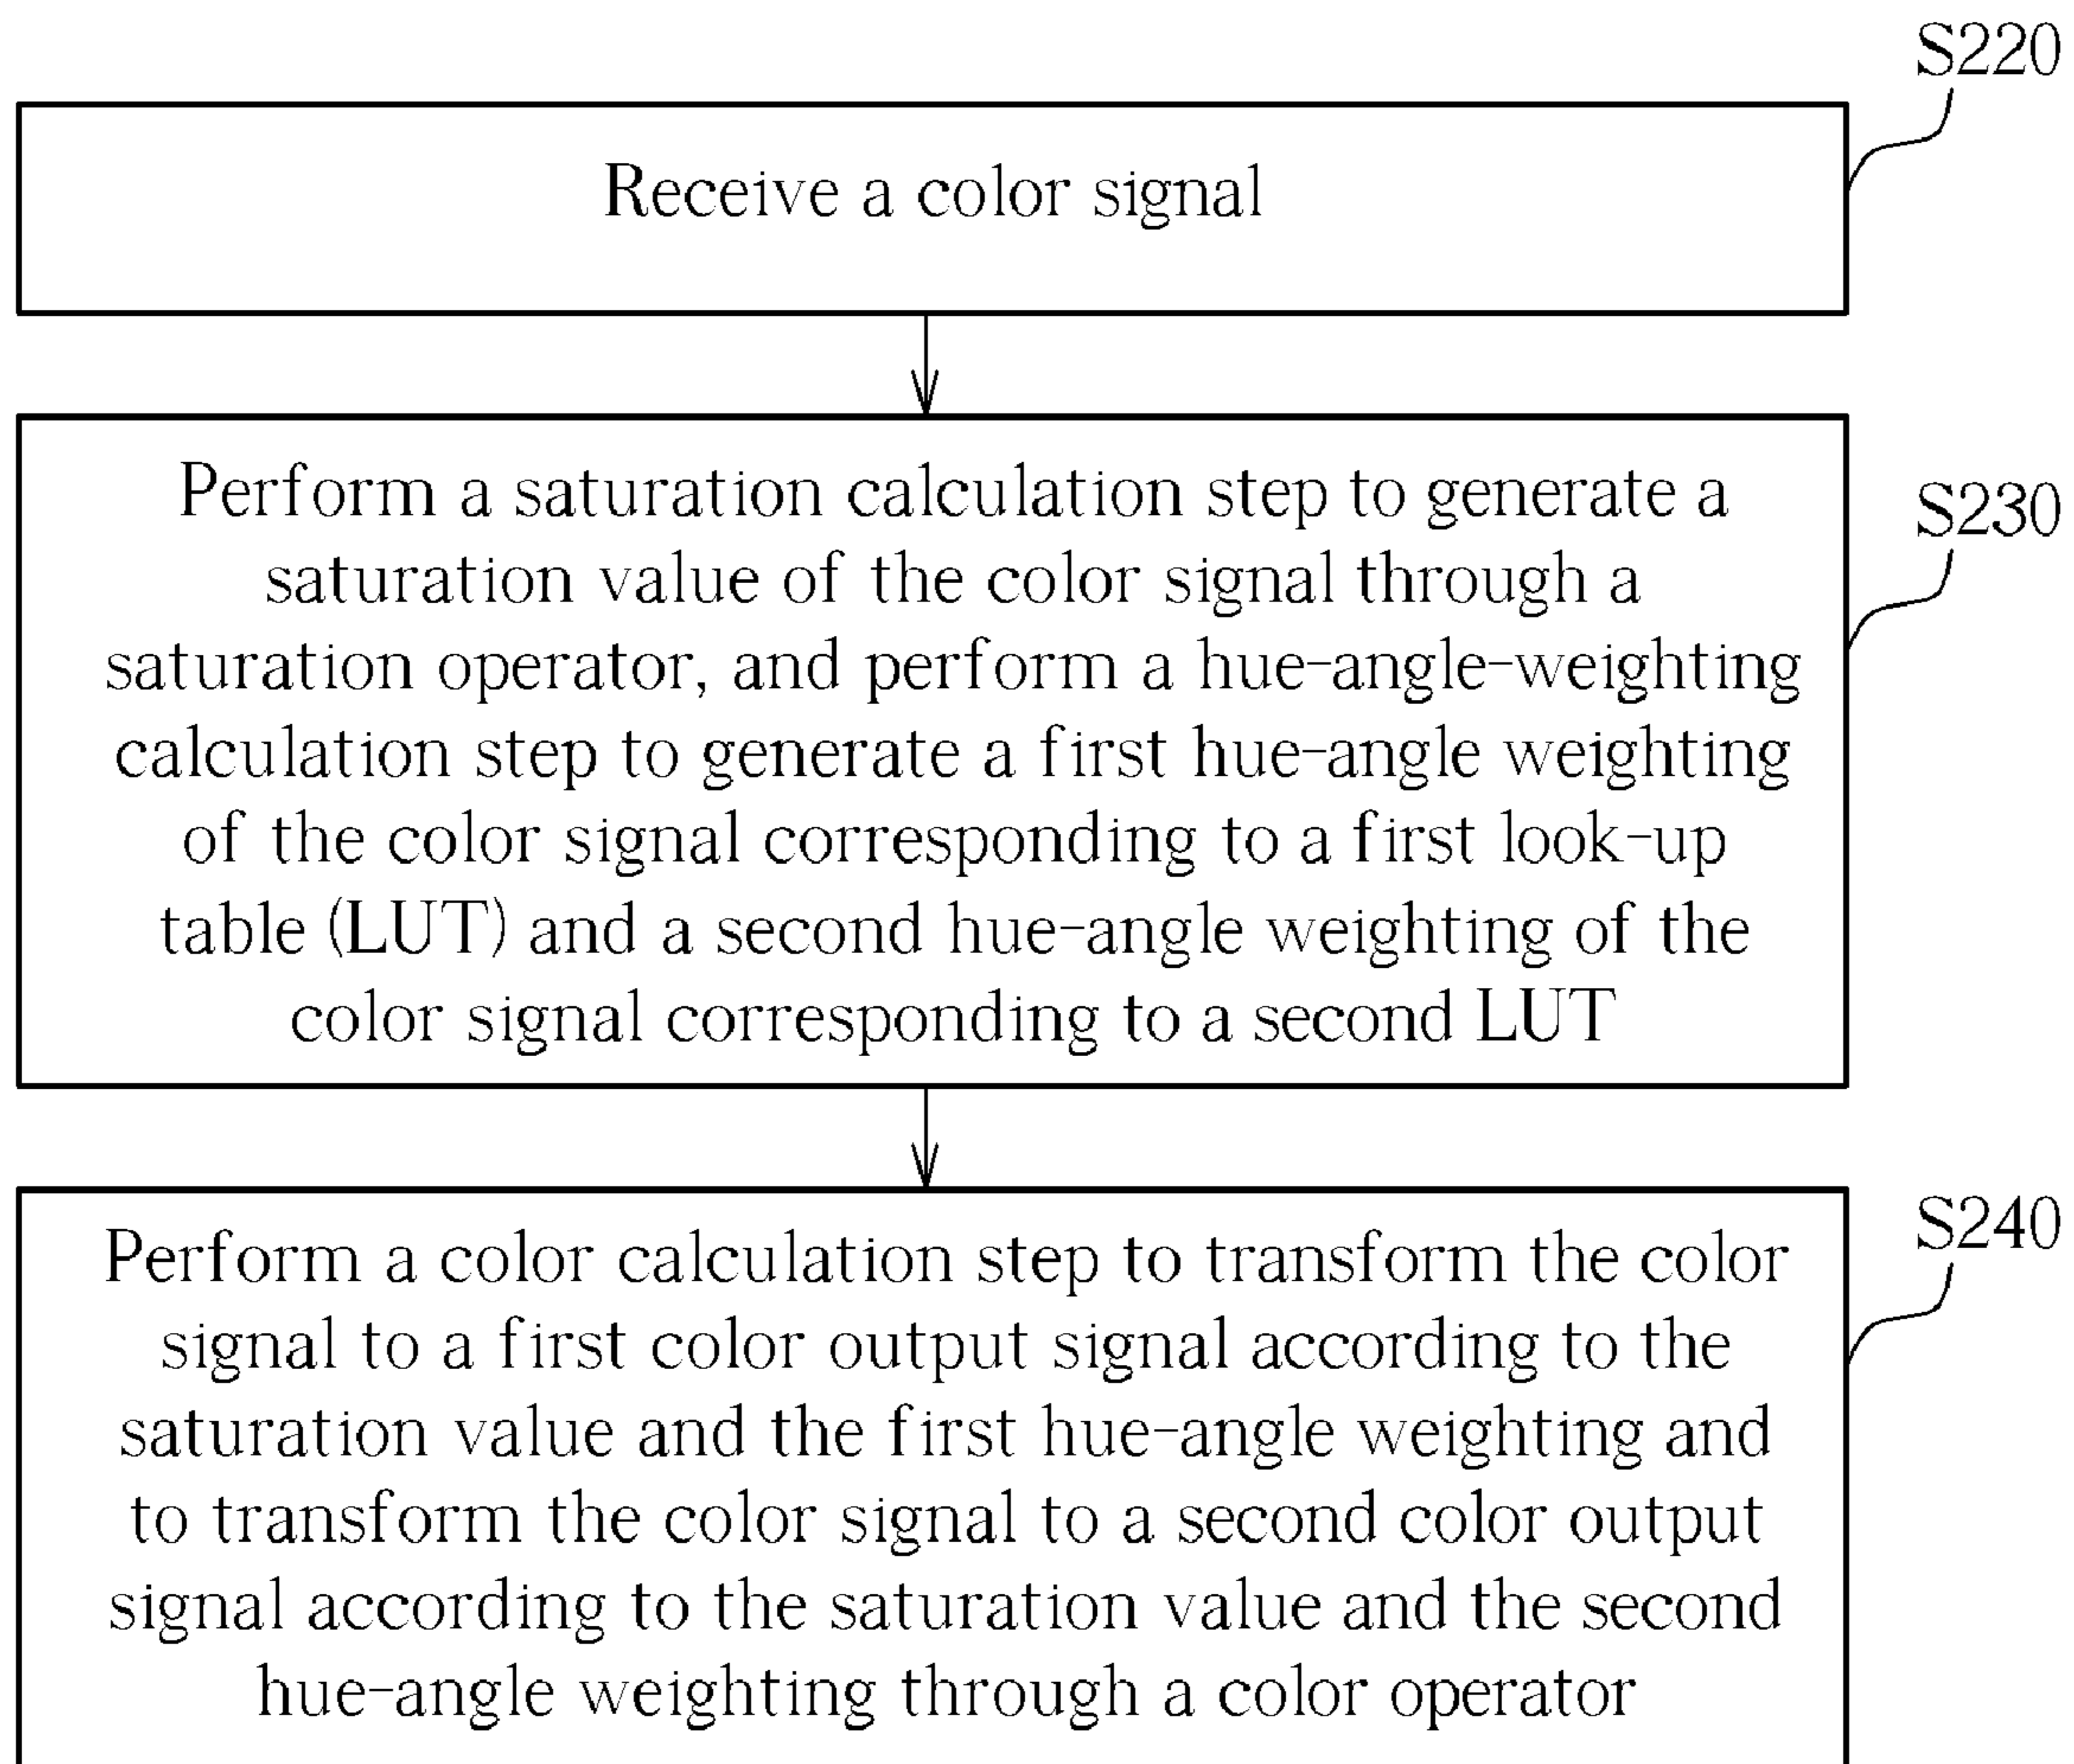 S220
Receive a color signal
Perform a saturation calculation step to generate a
S230
saturation value of the color signal through a
saturation operator, and perform a hue-angle-weighting
calculation step to generate a first hue-angle weighting
of the color signal corresponding to a first look-up
table (LUT) and a second hue-angle weighting of the
color signal corresponding to a second LUT
S240
Perform a color calculation step to transform the color
signal to a first color output signal according to the
saturation value and the first hue-angle weighting and
to transform the color signal to a second color output
signal according to the saturation value and the second
hue-angle weighting through a color operator